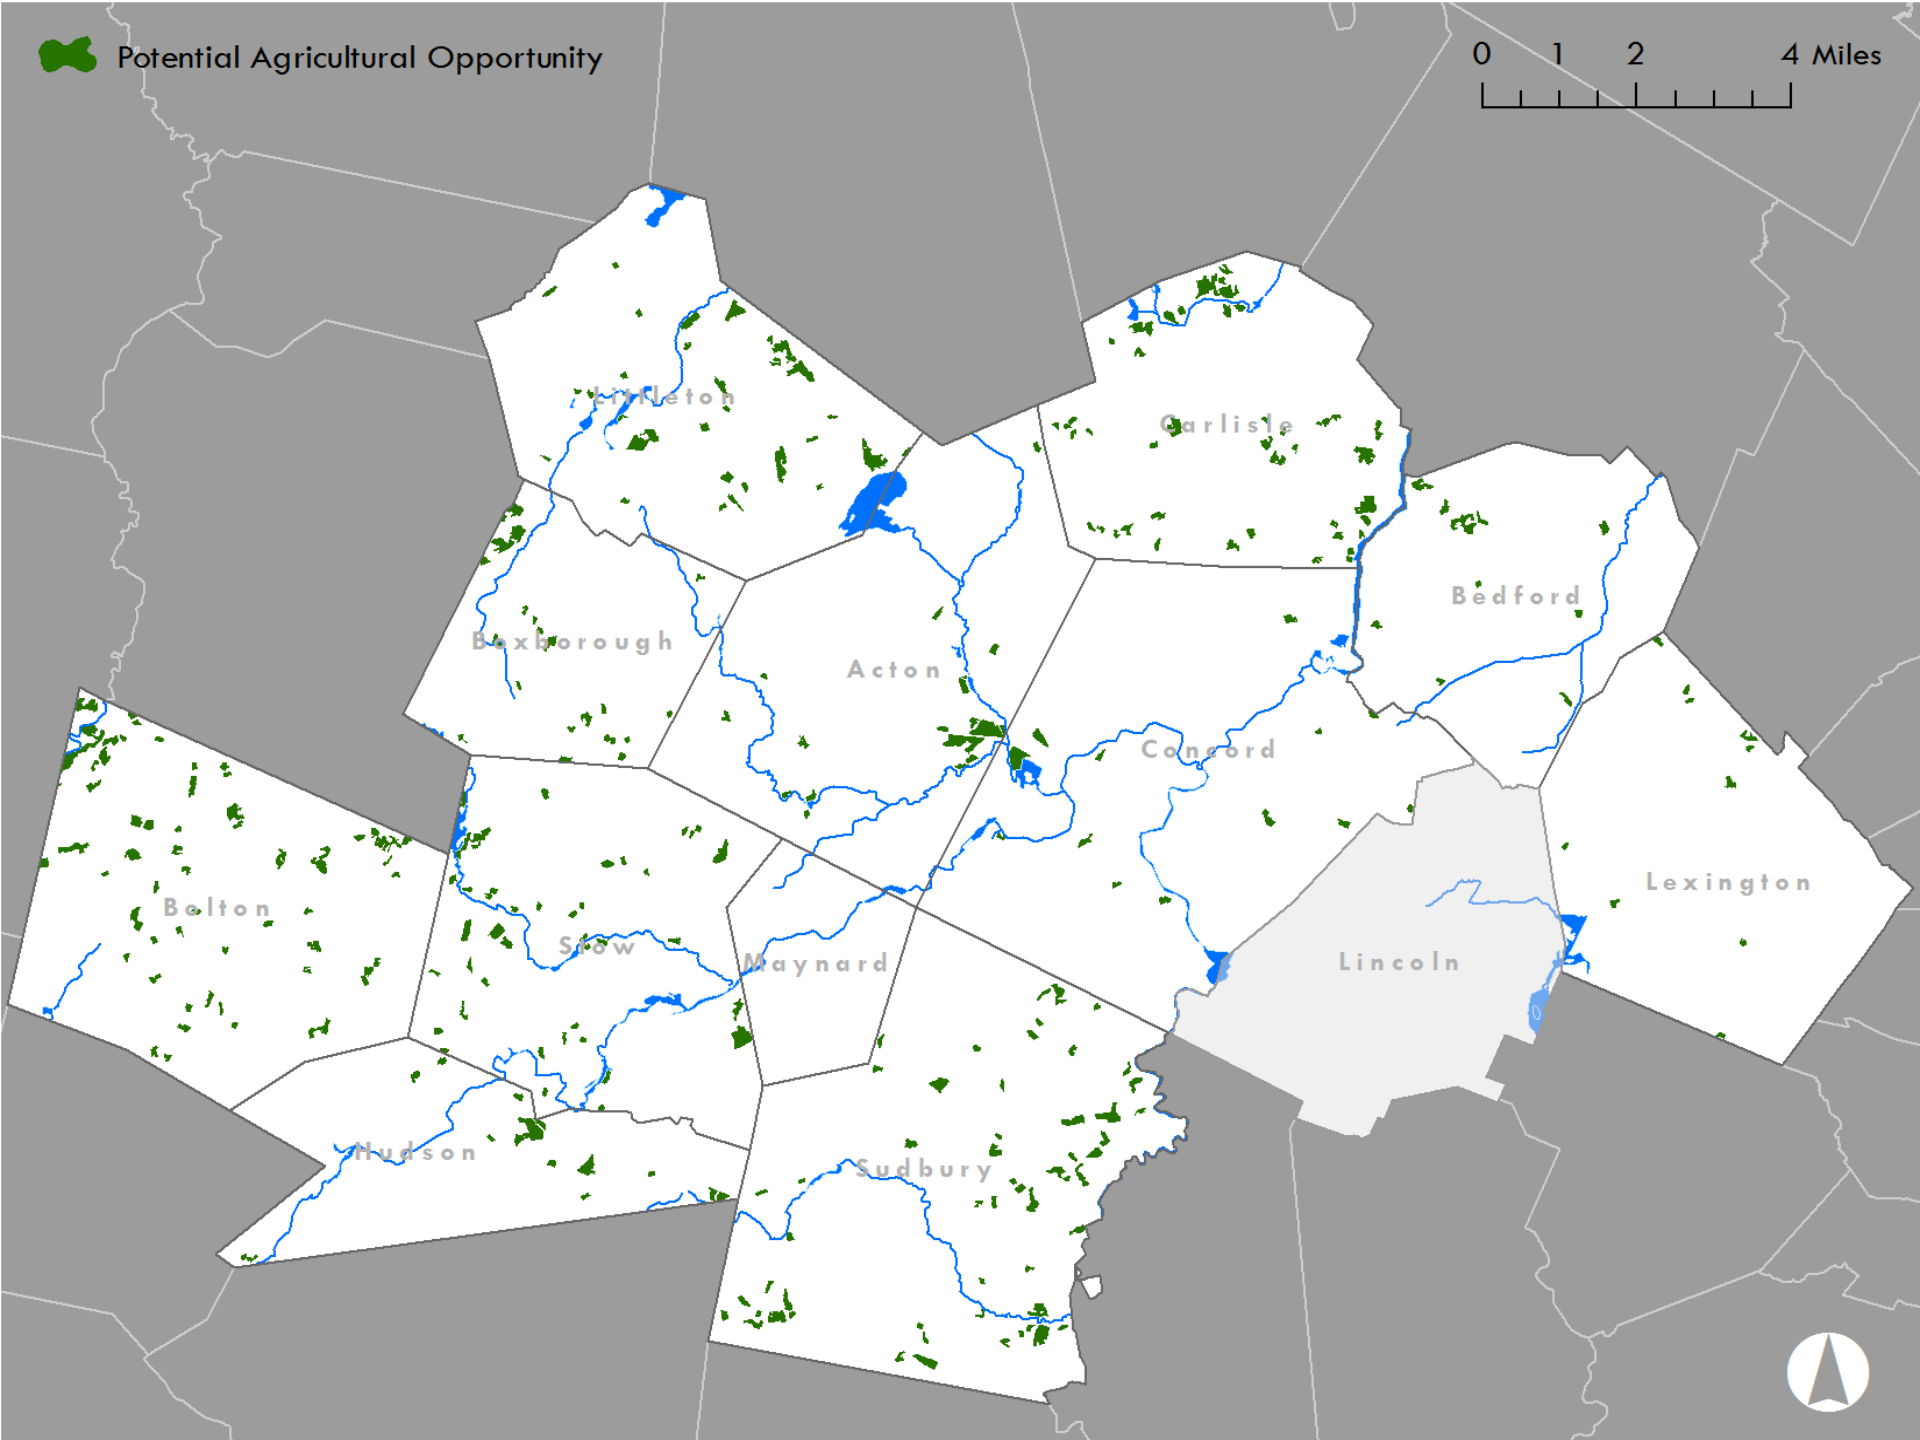 Potential Agricultural Opportunity
0 1 2 4 Miles
Littleton
Carlisle
Bedford
Boxborough
Acton
Concord
Lexington
Bolton
Stow
Maynard
Lincoln
Hudson
Sudbury